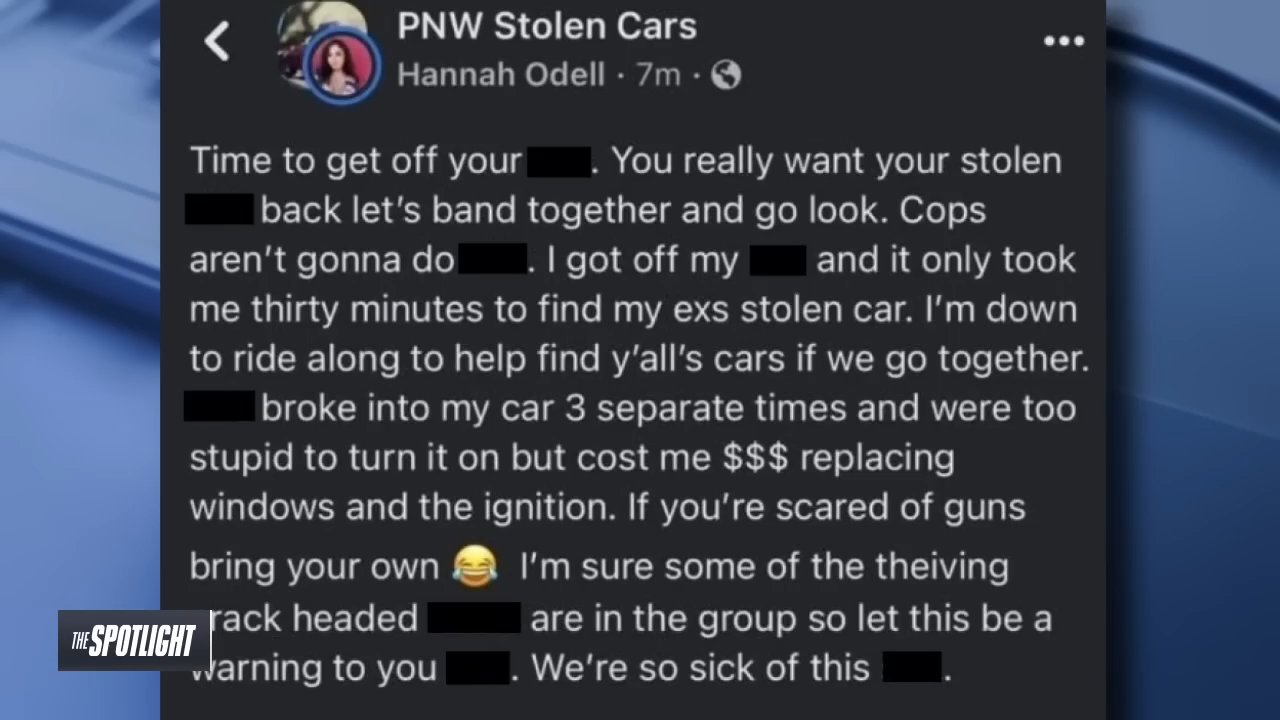 PNW Stolen Cars
Hannah Odell · 7m ·
Time to get off your . You really want your stolen
back let's band together and go look. Cops
aren't gonna do . I got off my and it only took
me thirty minutes to find my exs stolen car. I'm down
to ride along to help find y'all's cars if we go together.
broke into my car 3 separate times and were too
stupid to turn it on but cost me $$$ replacing
windows and the ignition. If you're scared of guns
bring your own 😂 I'm sure some of the theiving
rack headed are in the group so let this be a
warning to you . We're so sick of this .
THE SPOTLIGHT